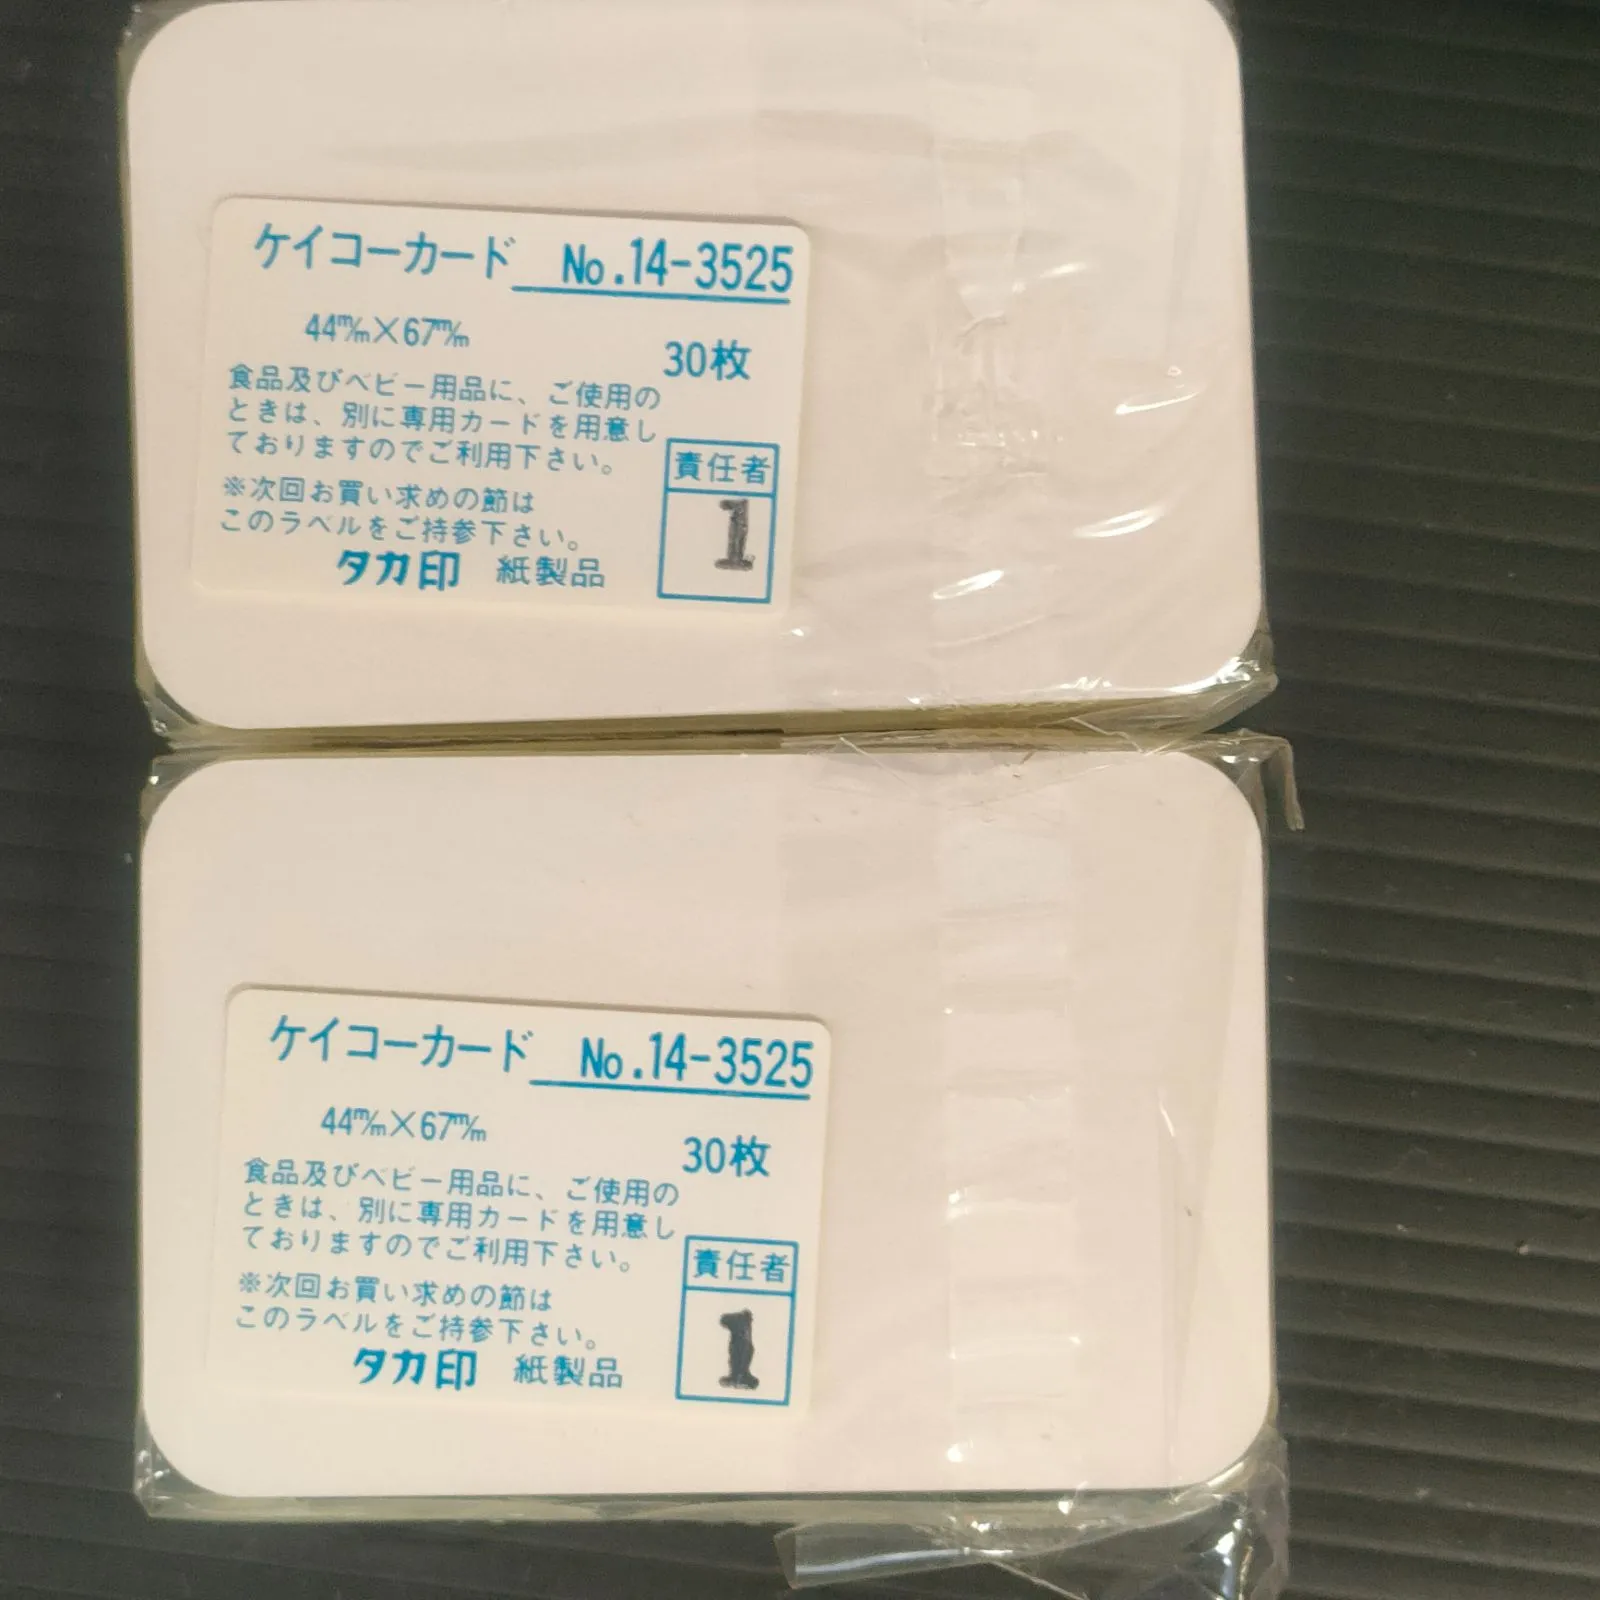 ケイコーカード No.14-3525
44m/m×67m/m
30枚
食品及びベビー用品に、ご使用の
ときは、別に専用カードを用意し
ておりますのでご利用下さい。
※次回お買い求めの節は
このラベルをご持参下さい。
タカ印 紙製品
責任者
1
ケイコーカード No.14-3525
44m/m×67m/m
30枚
食品及びベビー用品に、ご使用の
ときは、別に専用カードを用意し
ておりますのでご利用下さい。
※次回お買い求めの節は
このラベルをご持参下さい。
タカ印 紙製品
責任者
1